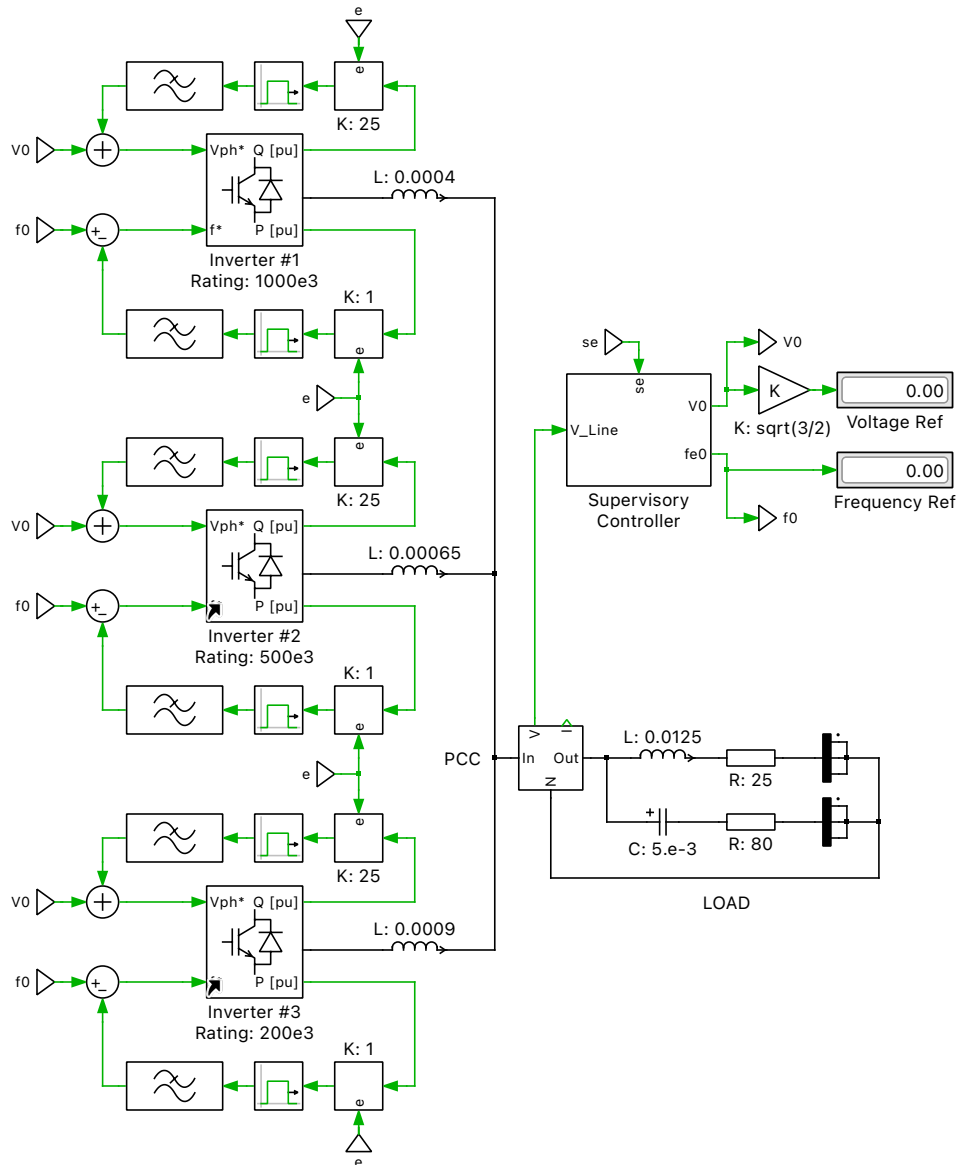 e
e
K: 25
V0
Vph*
Q [pu]
L: 0.0004
f0
f*
P [pu]
Inverter #1
Rating: 1000e3
K: 1
e
e
e
K: 25
V0
Vph*
Q [pu]
L: 0.00065
f0
P [pu]
Inverter #2
Rating: 500e3
K: 1
e
e
e
K: 25
V0
Vph*
Q [pu]
L: 0.0009
f0
P [pu]
Inverter #3
Rating: 200e3
K: 1
e
e
se
se
V_Line
V0
fe0
Supervisory
Controller
V0
K
K: sqrt(3/2)
0.00
Voltage Ref
0.00
Frequency Ref
f0
PCC
V
I
In
Out
N
L: 0.0125
R: 25
+
C: 5.e-3
R: 80
LOAD